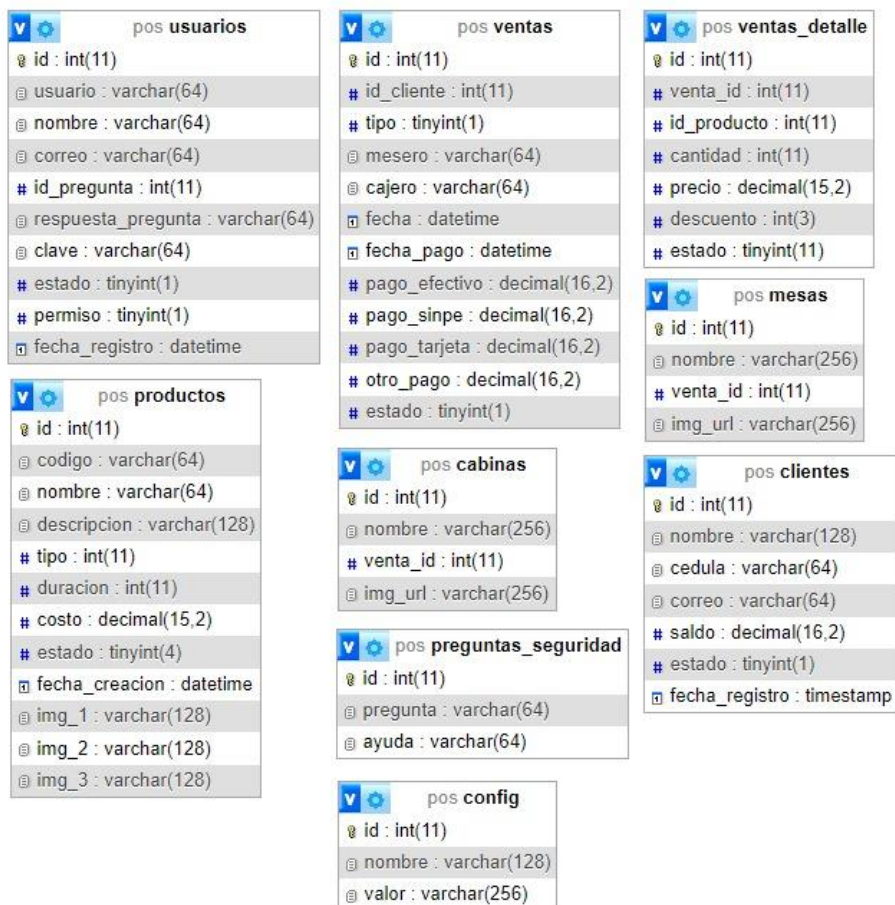 pos usuarios
id : int(11)
usuario : varchar(64)
nombre : varchar(64)
correo : varchar(64)
id_pregunta : int(11)
respuesta_pregunta : varchar(64)
clave : varchar(64)
estado : tinyint(1)
permiso : tinyint(1)
fecha_registro : datetime
pos productos
id : int(11)
codigo : varchar(64)
nombre : varchar(64)
descripcion : varchar(128)
tipo : int(11)
duracion : int(11)
costo : decimal(15,2)
estado : tinyint(4)
fecha_creacion : datetime
img_1 : varchar(128)
img_2 : varchar(128)
img_3 : varchar(128)
pos ventas
id : int(11)
id_cliente : int(11)
tipo : tinyint(1)
mesero : varchar(64)
cajero : varchar(64)
fecha : datetime
fecha_pago : datetime
pago_efectivo : decimal(16,2)
pago_sinpe : decimal(16,2)
pago_tarjeta : decimal(16,2)
otro_pago : decimal(16,2)
estado : tinyint(1)
pos cabinas
id : int(11)
nombre : varchar(256)
venta_id : int(11)
img_url : varchar(256)
pos preguntas_seguridad
id : int(11)
pregunta : varchar(64)
ayuda : varchar(64)
pos config
id : int(11)
nombre : varchar(128)
valor : varchar(256)
pos ventas_detalle
id : int(11)
venta_id : int(11)
id_producto : int(11)
cantidad : int(11)
precio : decimal(15,2)
descuento : int(3)
estado : tinyint(11)
pos mesas
id : int(11)
nombre : varchar(256)
venta_id : int(11)
img_url : varchar(256)
pos clientes
id : int(11)
nombre : varchar(128)
cedula : varchar(64)
correo : varchar(64)
saldo : decimal(16,2)
estado : tinyint(1)
fecha_registro : timestamp